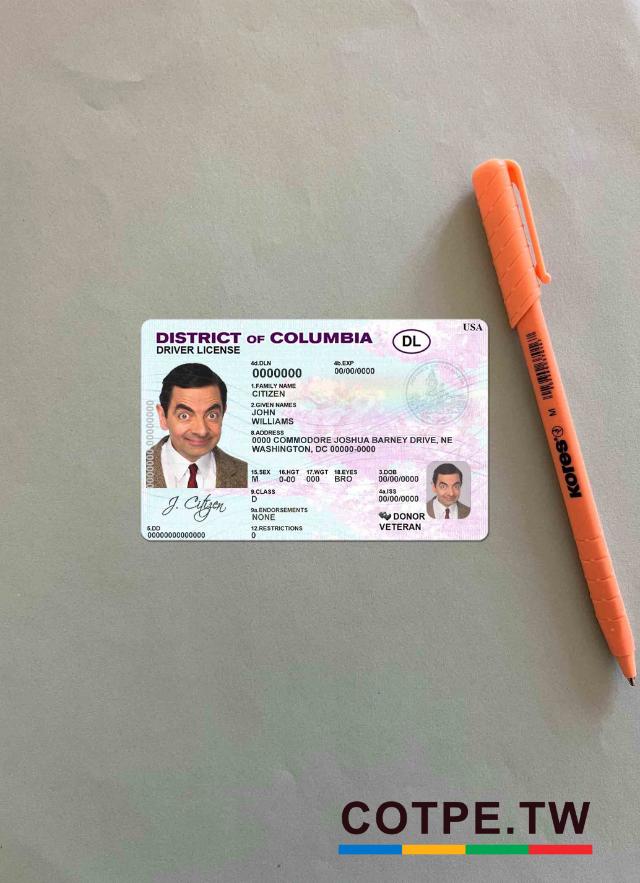 USA
DISTRICT OF COLUMBIA
DL
DRIVER LICENSE
4d.DLN 4b.EXP
0000000 00/00/0000
1.FAMILY NAME
CITIZEN
2.GIVEN NAMES
JOHN
WILLIAMS
8.ADDRESS
0000 COMMODORE JOSHUA BARNEY DRIVE, NE
WASHINGTON, DC 00000-0000
15.SEX 16.HGT 17.WGT 18.EYES 3.DOB
M 0-00 000 BRO 00/00/0000
9.CLASS 4a.ISS
D 00/00/0000
J. Citizen
9a.ENDORSEMENTS
NONE
DONOR
VETERAN
5.DD 12.RESTRICTIONS
00000000000000 0
kores
M
COTPE.TW